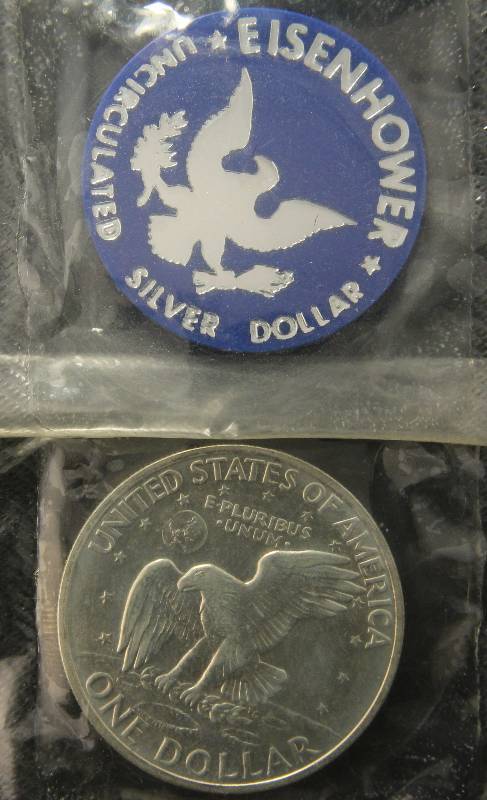 ★ EISENHOWER ★
UNCIRCULATED
SILVER DOLLAR
UNITED STATES OF AMERICA
E·PLURIBUS
·UNUM·
ONE DOLLAR